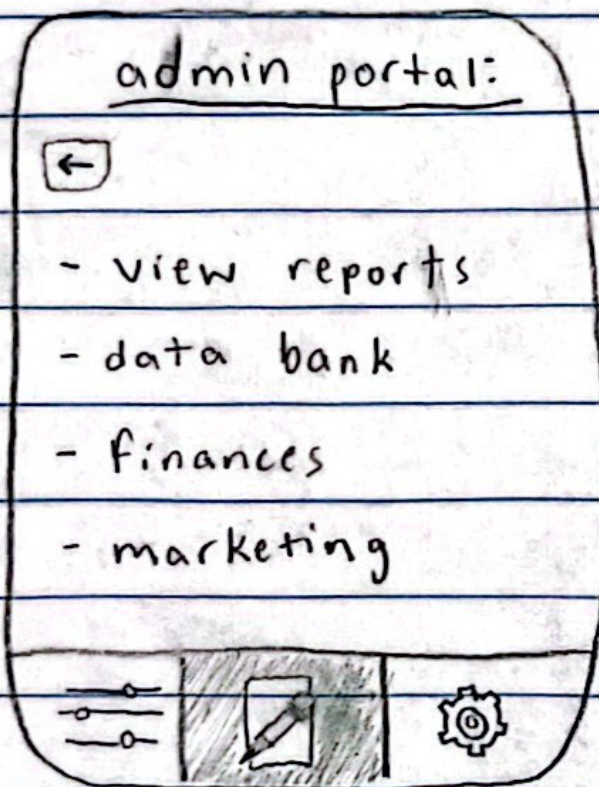 admin portal:
←
- view reports
- data bank
- finances
- marketing